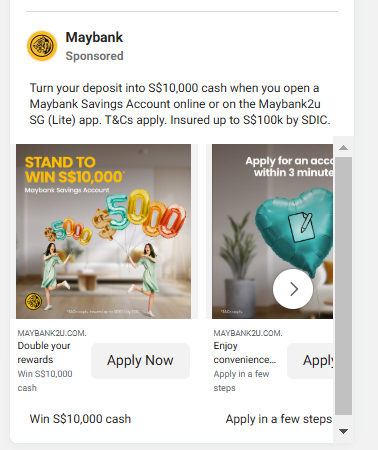 Maybank
Sponsored
Turn your deposit into S$10,000 cash when you open a
Maybank Savings Account online or on the Maybank2u
SG (Lite) app. T&Cs apply. Insured up to S$100k by SDIC.
STAND TO
WIN S$10,000*
Maybank Savings Account
$5000
$5000
Apply for an acco
within 3 minute
MAYBANK2U.COM.
Double your
rewards
Win S$10,000
cash
Apply Now
MAYBANK2U.COM.
Enjoy
convenience...
Apply in a few
steps
Apply
Win S$10,000 cash
Apply in a few steps